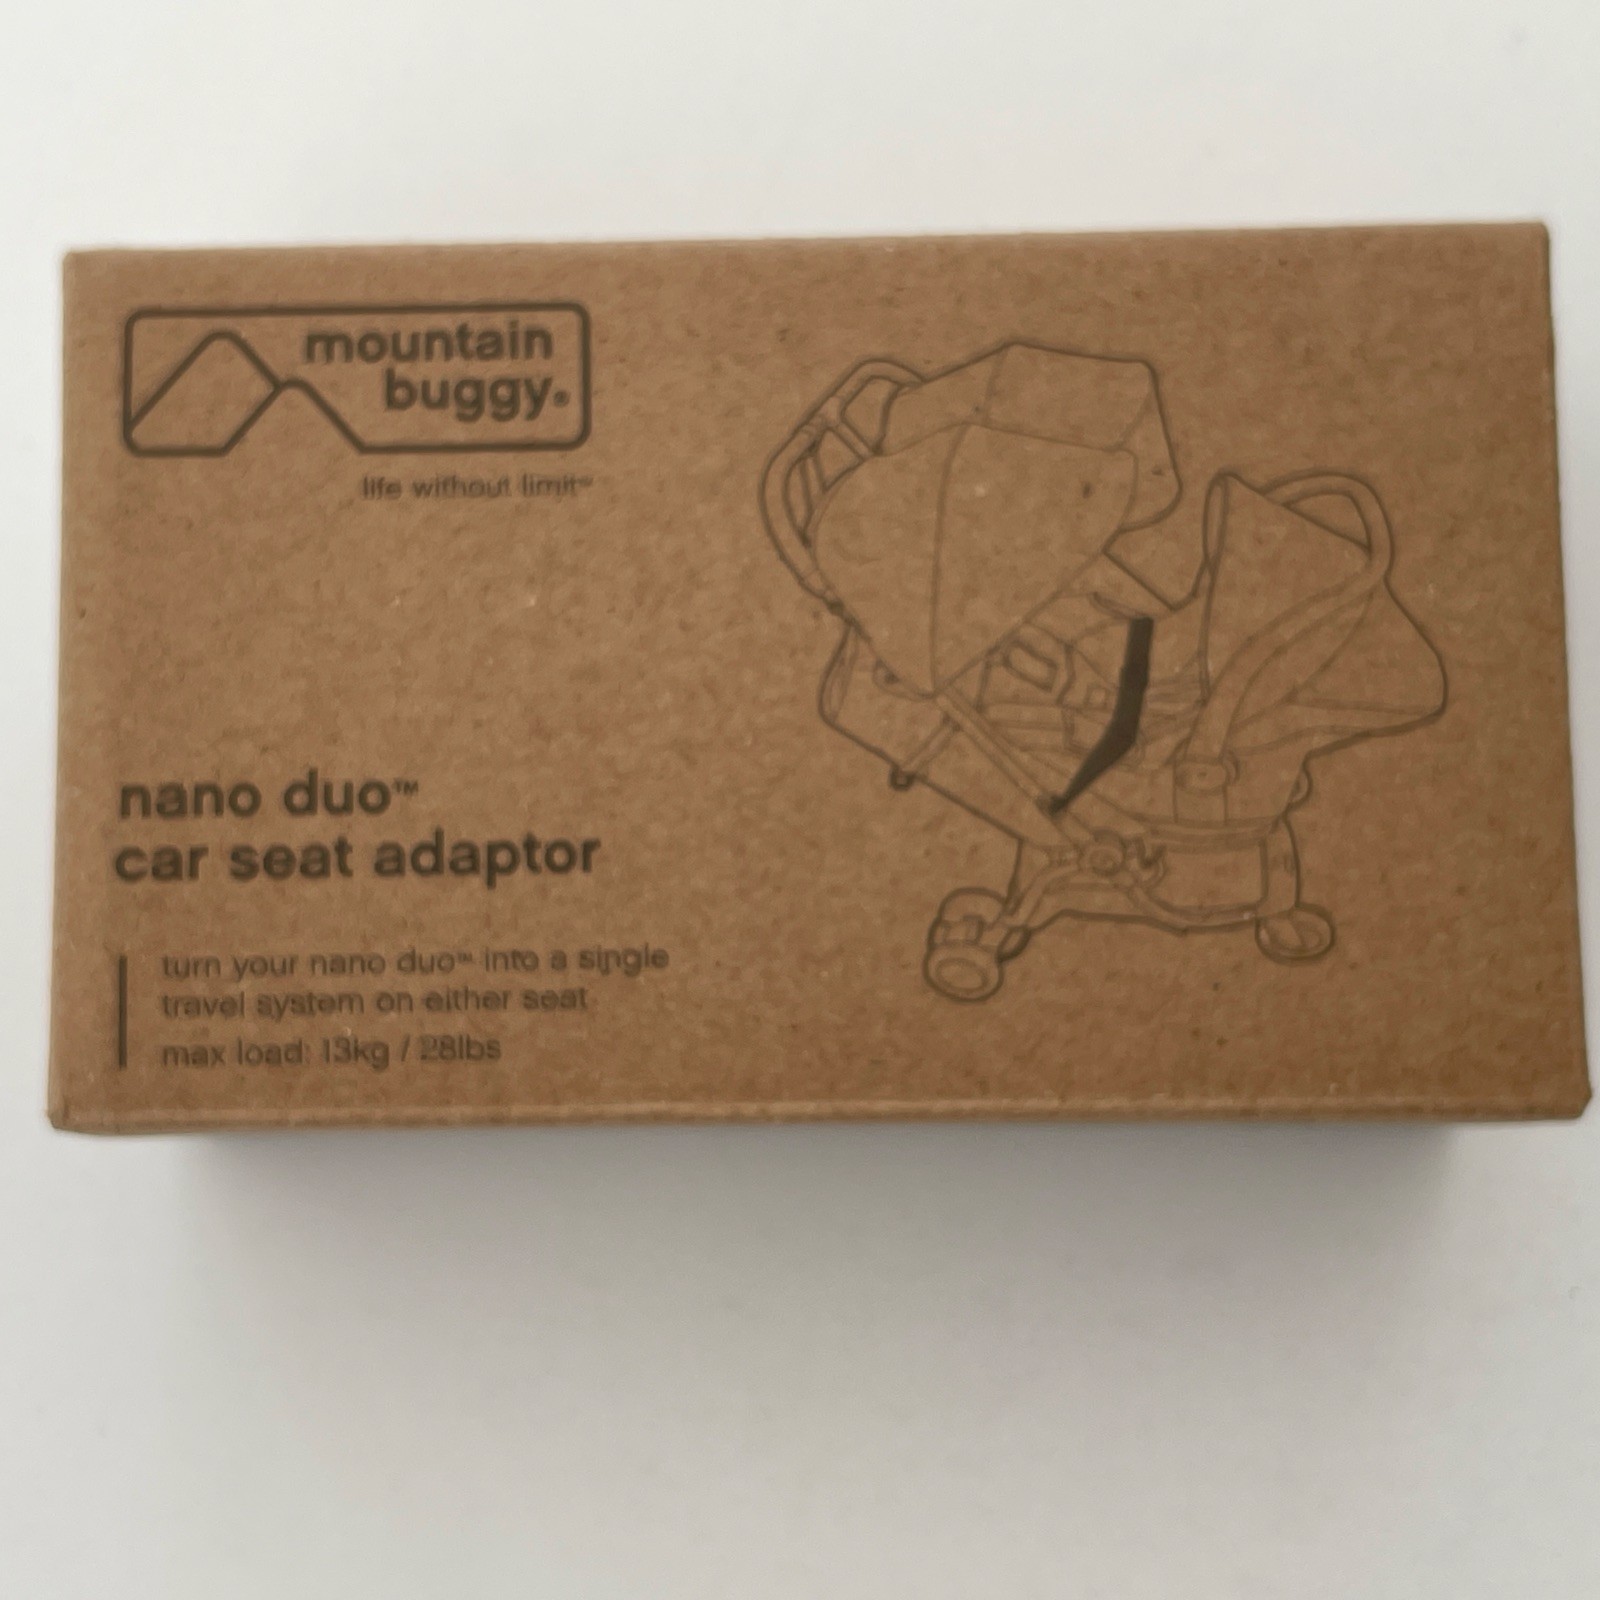 mountain
buggy®
life without limit™
nano duo™
car seat adaptor
turn your nano duo™ into a single
travel system on either seat
max load: 13kg / 28lbs